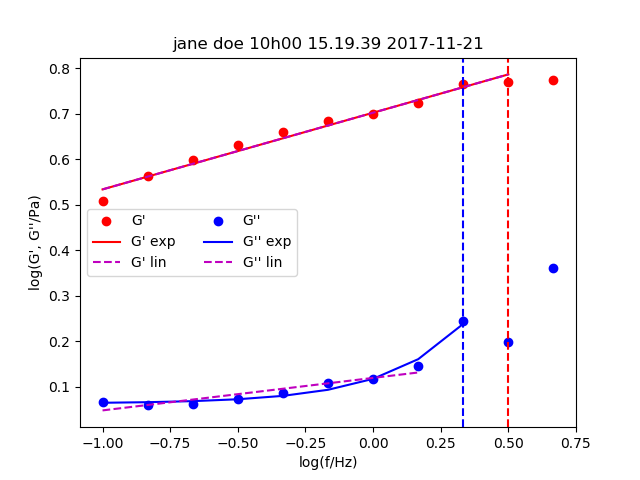 jane doe 10h00 15.19.39 2017-11-21
log(G', G''/Pa)
0.8
0.7
0.6
0.5
0.4
0.3
0.2
0.1
G' G''
G' exp G'' exp
G' lin G'' lin
−1.00 −0.75 −0.50 −0.25 0.00 0.25 0.50 0.75
log(f/Hz)